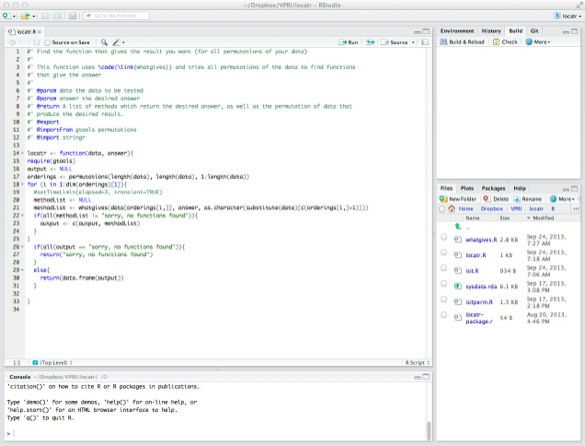 ~/Dropbox/VPRI/locatr - RStudio
Go to file/function
locatr
locatr.R ×
Source on Save
Run
Source
1 #' Find the function that gives the result you want (for all permutations of your data)
2 #'
3 #' This function uses \code{\link{whatgives}} and tries all permutations of the data to find functions
4 #' that give the answer
5 #'
6 #' @param data the data to be tested
7 #' @param answer the desired answer
8 #' @return A list of methods which return the desired answer, as well as the permutation of data that
9 #' produce the desired result.
10 #' @export
11 #' @importFrom gtools permutations
12 #' @import stringr
13
14 locatr <- function(data, answer){
15 require(gtools)
16 output <- NULL
17 orderings <- permutations(length(data), length(data), 1:length(data))
18 for (i in 1:dim(orderings)[1]){
19 #setTimeLimit(elapsed=3, transient=TRUE)
20 methodList <- NULL
21 methodList <- whatgives(data[orderings[i,]], answer, as.character(substitute(data)[c(orderings[i,]+1)]))
22 if(all(methodList != "sorry, no functions found")){
23 output <- c(output, methodList)
24 }
25 }
26 if(all(output == "sorry, no functions found")){
27 return("sorry, no functions found")
28 }
29 else{
30 return(data.frame(output))
31 }
32
33 }
34
1:1 (Top Level)
R Script
Console ~/Dropbox/VPRI/locatr/
'citation()' on how to cite R or R packages in publications.
Type 'demo()' for some demos, 'help()' for on-line help, or
'help.start()' for an HTML browser interface to help.
Type 'q()' to quit R.
>
Environment History Build Git
Build & Reload Check More
Files Plots Packages Help
New Folder Delete Rename More
Home Dropbox VPRI locatr R
Name Size Modified
..
whatgives.R 2.8 KB Sep 24, 2013, 7:27 AM
locatr.R 1 KB Sep 24, 2013, 7:18 AM
isit.R 934 B Sep 24, 2013, 7:06 AM
sysdata.rda 6.1 KB Sep 17, 2013, 3:08 PM
isitperm.R 1.5 KB Sep 17, 2013, 2:18 PM
locatr-package.r 54 B Aug 20, 2013, 4:46 PM